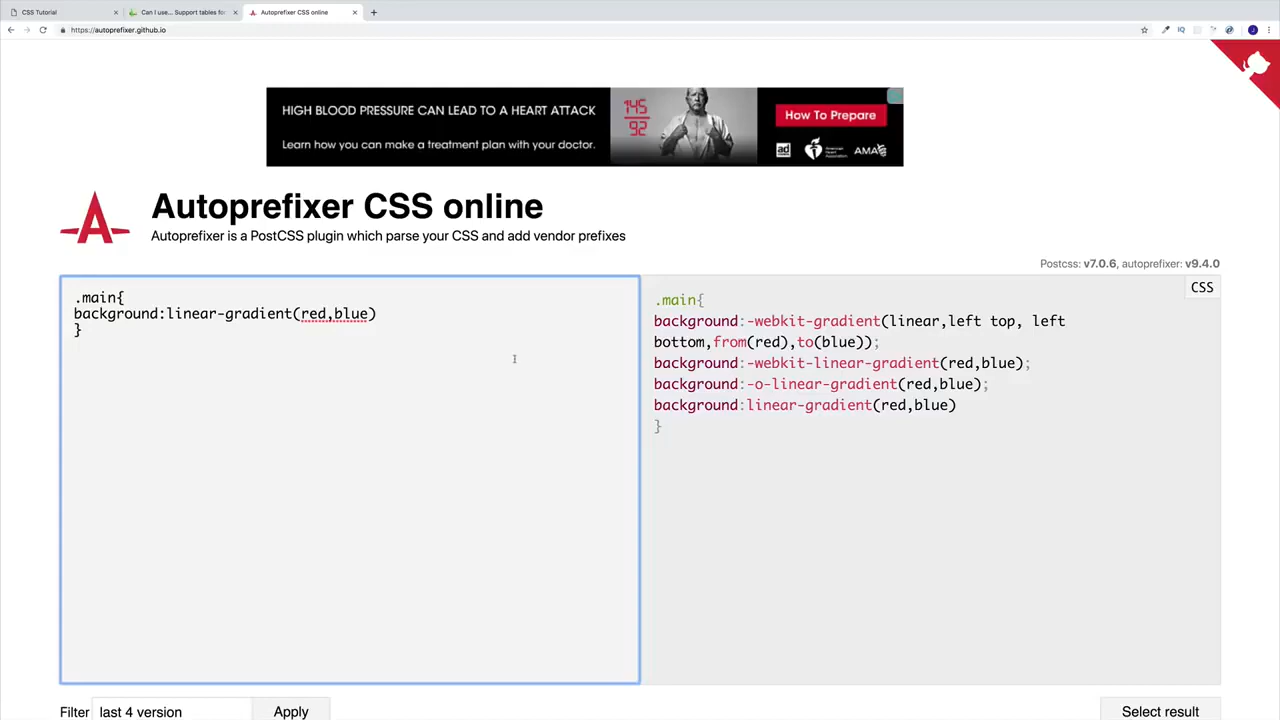 CSS Tutorial
Can I use... Support tables for
Autoprefixer CSS online
https://autoprefixer.github.io
HIGH BLOOD PRESSURE CAN LEAD TO A HEART ATTACK
Learn how you can make a treatment plan with your doctor.
145
92
How To Prepare
ad
American Heart Association
AMA
Autoprefixer CSS online
Autoprefixer is a PostCSS plugin which parse your CSS and add vendor prefixes
Postcss: v7.0.6, autoprefixer: v9.4.0
.main{
background:linear-gradient(red,blue)
}
CSS
.main{
background:-webkit-gradient(linear,left top, left
bottom,from(red),to(blue));
background:-webkit-linear-gradient(red,blue);
background:-o-linear-gradient(red,blue);
background:linear-gradient(red,blue)
}
Filter
last 4 version
Apply
Select result